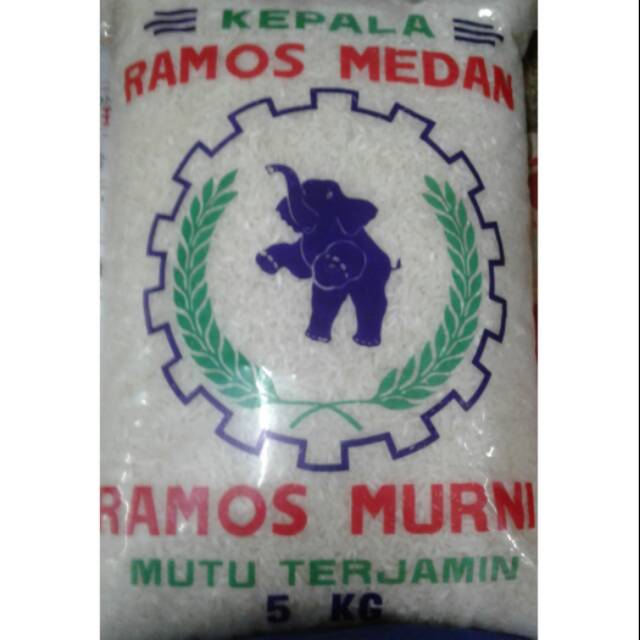 KEPALA
RAMOS MEDAN
RAMOS MURNI
MUTU TERJAMIN
5 KG